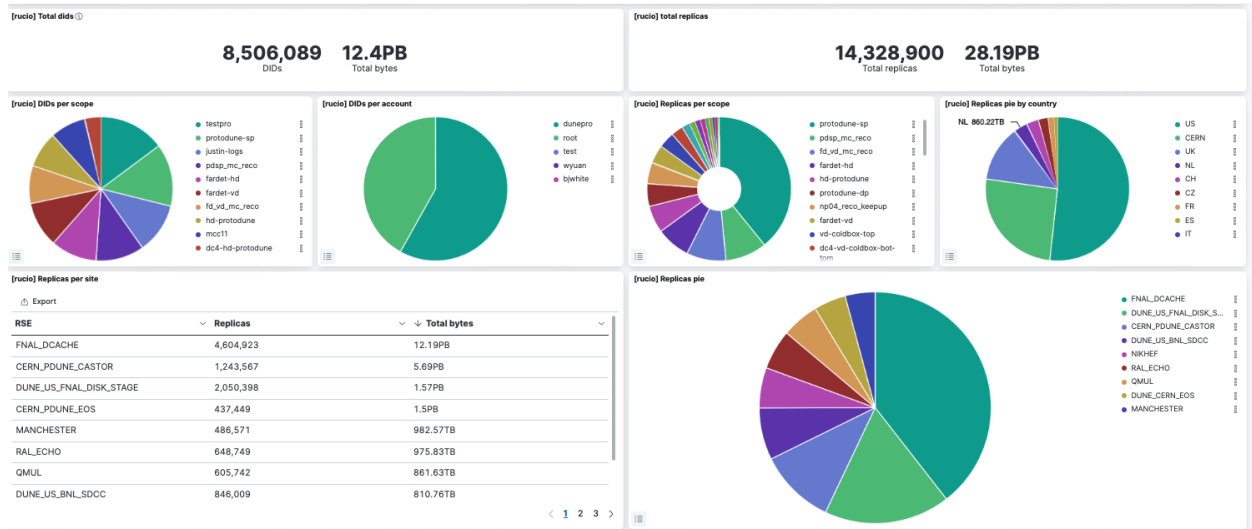 [rucio] Total dids
8,506,089 12.4PB
DIDs Total bytes
[rucio] total replicas
14,328,900 28.19PB
Total replicas Total bytes
[rucio] DIDs per scope
testpro
protodune-sp
justin-logs
pdsp_mc_reco
fardet-hd
fardet-vd
fd_vd_mc_reco
hd-protodune
mcc11
dc4-hd-protodune
[rucio] DIDs per account
dunepro
root
test
wyuan
bjwhite
[rucio] Replicas per scope
protodune-sp
pdsp_mc_reco
fd_vd_mc_reco
fardet-hd
hd-protodune
protodune-dp
np04_reco_keepup
fardet-vd
vd-coldbox-top
dc4-vd-coldbox-bot-
tom
[rucio] Replicas pie by country
NL 860.22TB
US
CERN
UK
NL
CH
CZ
FR
ES
IT
[rucio] Replicas per site
Export
RSE Replicas Total bytes
FNAL_DCACHE 4,604,923 12.19PB
CERN_PDUNE_CASTOR 1,243,567 5.69PB
DUNE_US_FNAL_DISK_STAGE 2,050,398 1.57PB
CERN_PDUNE_EOS 437,449 1.5PB
MANCHESTER 486,571 982.57TB
RAL_ECHO 648,749 975.83TB
QMUL 605,742 861.63TB
DUNE_US_BNL_SDCC 846,009 810.76TB
1 2 3
[rucio] Replicas pie
FNAL_DCACHE
DUNE_US_FNAL_DISK_S...
CERN_PDUNE_CASTOR
DUNE_US_BNL_SDCC
NIKHEF
RAL_ECHO
QMUL
DUNE_CERN_EOS
MANCHESTER